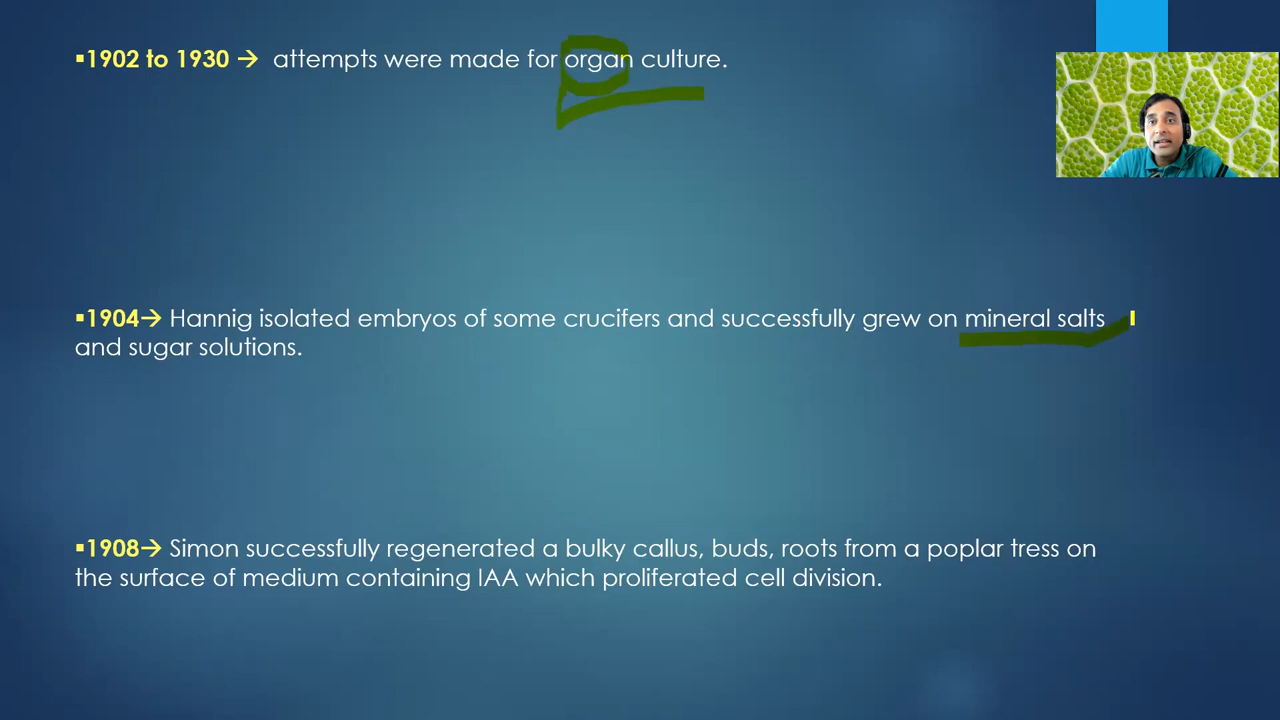 ▪1902 to 1930 → attempts were made for organ culture.
▪1904→ Hannig isolated embryos of some crucifers and successfully grew on mineral salts
and sugar solutions.
▪1908→ Simon successfully regenerated a bulky callus, buds, roots from a poplar tress on
the surface of medium containing IAA which proliferated cell division.